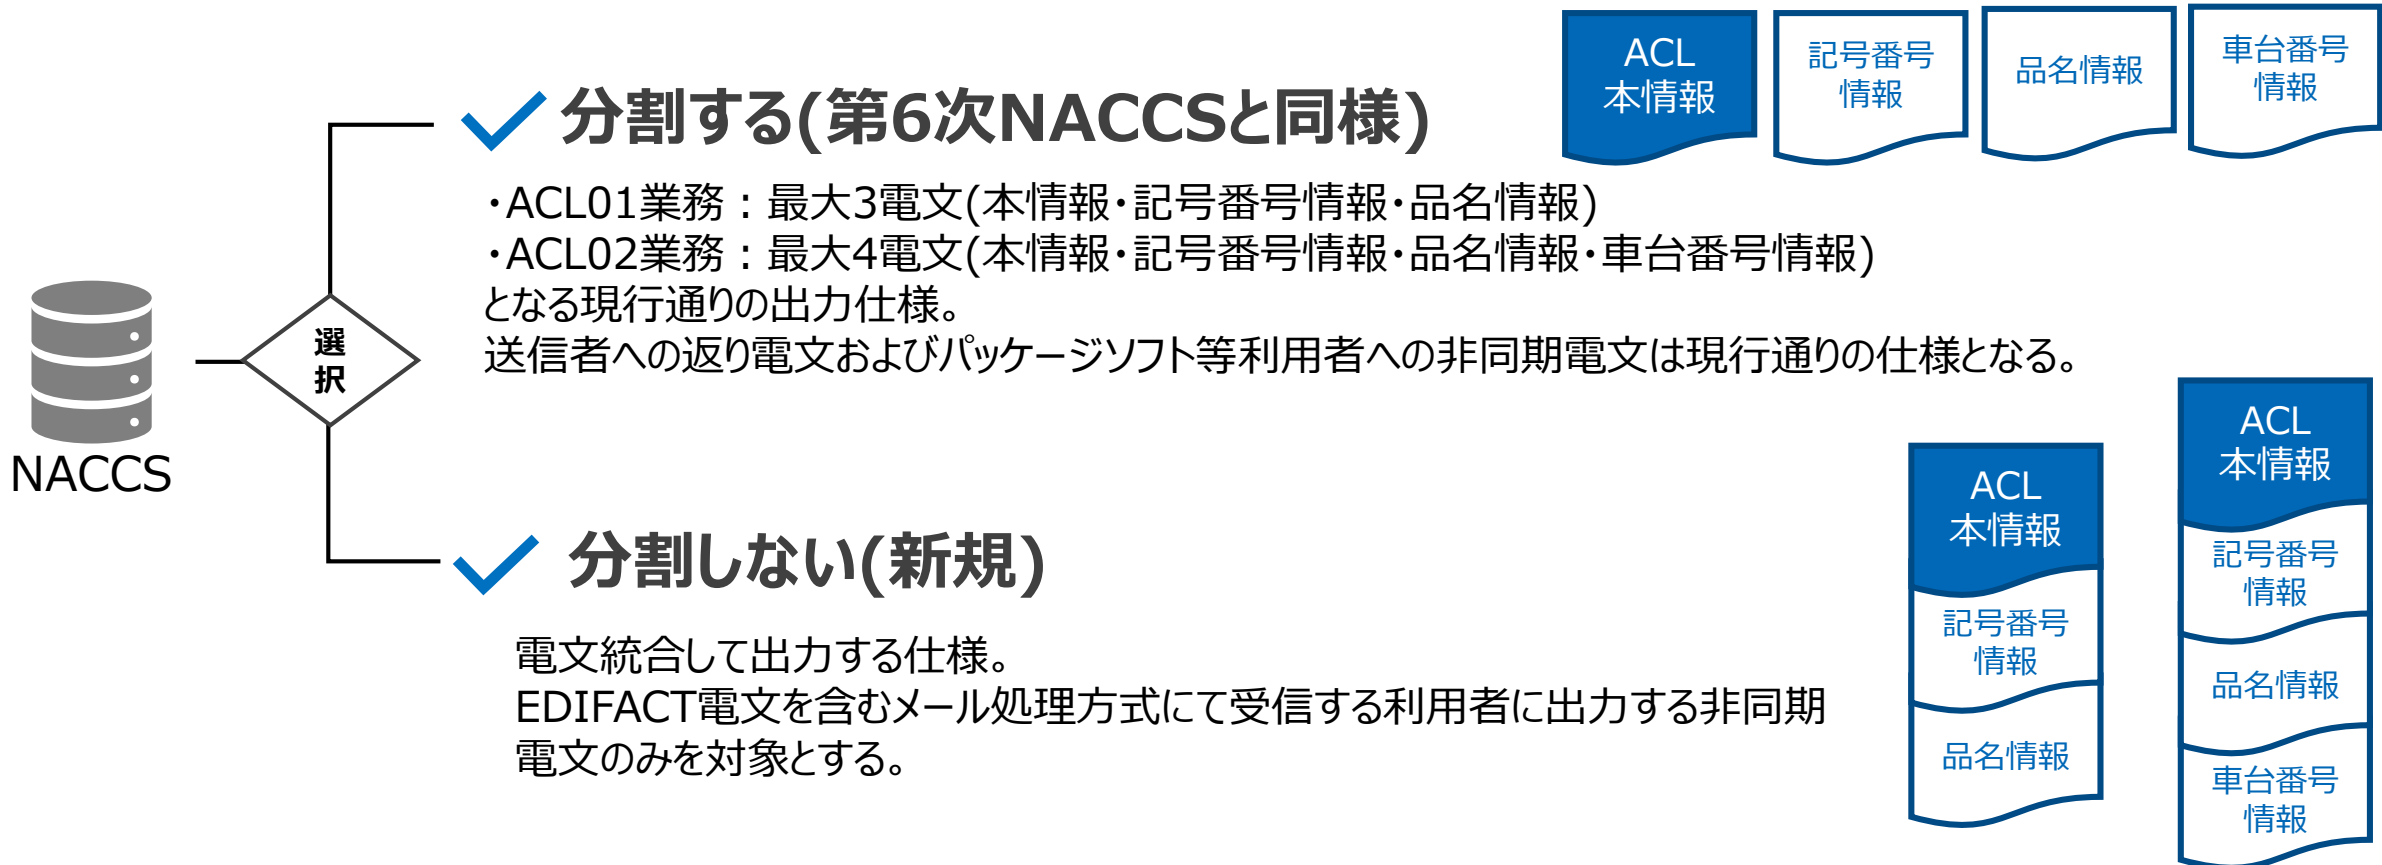 ACL
本情報
記号番号
情報
品名情報
車台番号
情報
分割する(第6次NACCSと同様)
・ACL01業務：最大3電文(本情報・記号番号情報・品名情報)
・ACL02業務：最大4電文(本情報・記号番号情報・品名情報・車台番号情報)
となる現行通りの出力仕様。
送信者への返り電文およびパッケージソフト等利用者への非同期電文は現行通りの仕様となる。
選
択
NACCS
分割しない(新規)
電文統合して出力する仕様。
EDIFACT電文を含むメール処理方式にて受信する利用者に出力する非同期
電文のみを対象とする。
ACL
本情報
記号番号
情報
品名情報
ACL
本情報
記号番号
情報
品名情報
車台番号
情報